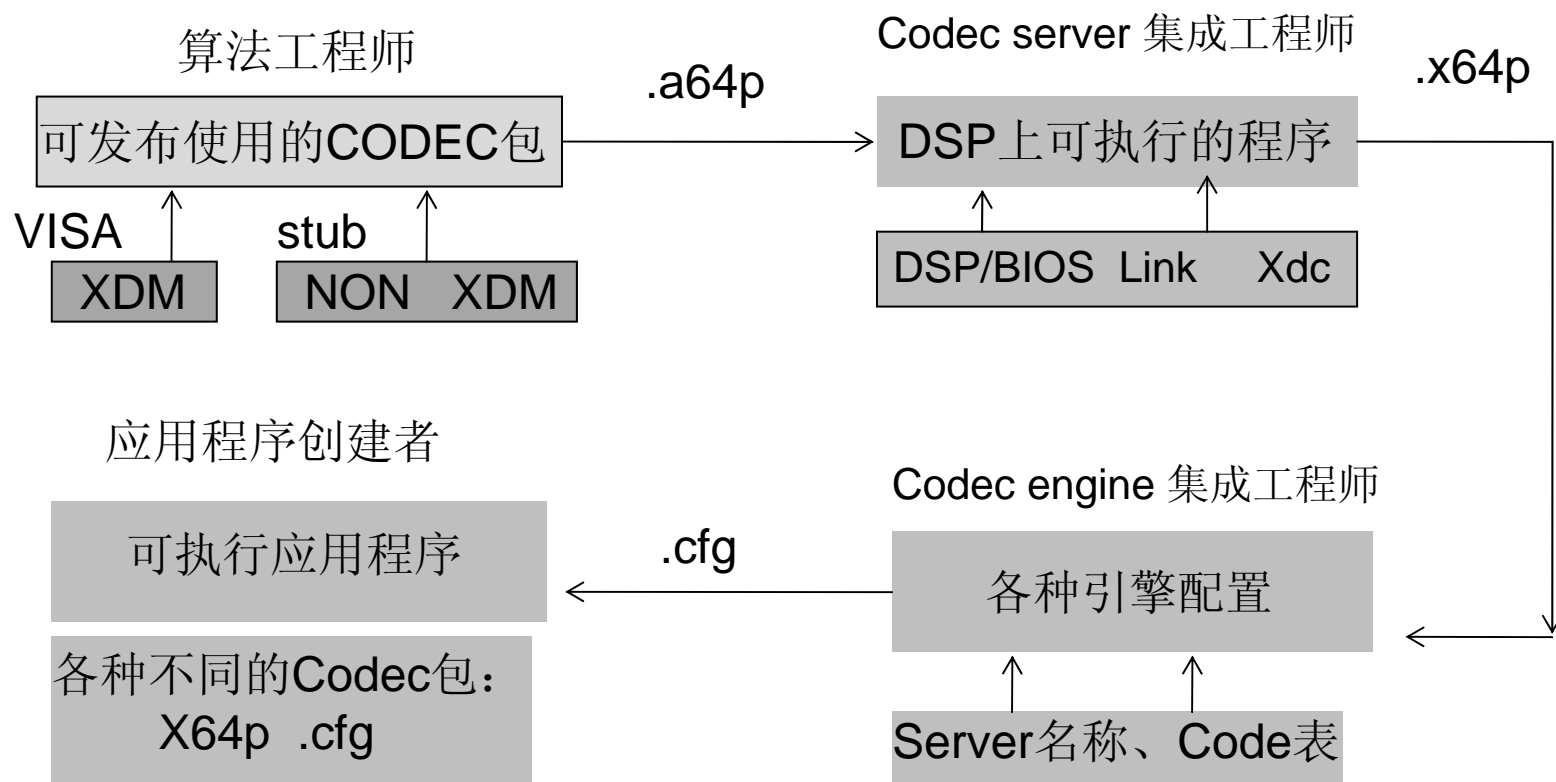 算法工程师
.a64p
Codec server 集成工程师
.x64p
可发布使用的CODEC包
DSP上可执行的程序
VISA
stub
XDM
NON XDM
DSP/BIOS Link Xdc
应用程序创建者
Codec engine 集成工程师
可执行应用程序
.cfg
各种引擎配置
各种不同的Codec包：
X64p .cfg
Server名称、Code表